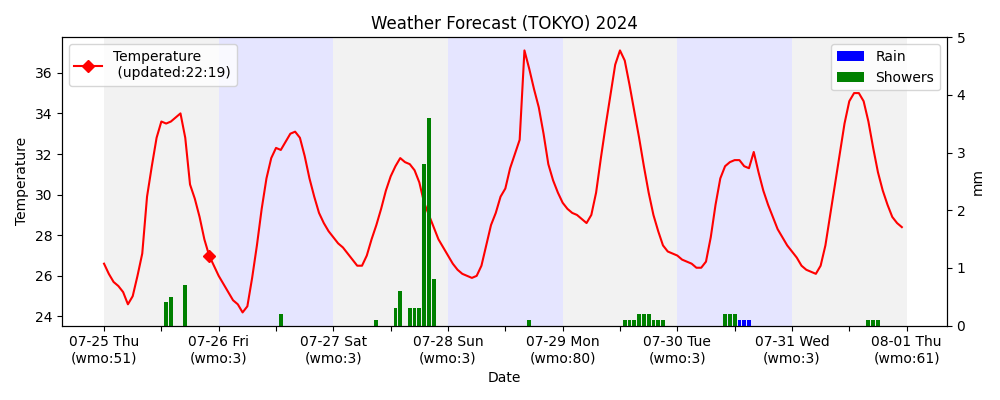 Weather Forecast (TOKYO) 2024
Temperature
(updated:22:19)
Rain
Showers
Temperature
36
34
32
30
28
26
24
5
4
3
2
1
0
mm
07-25 Thu
(wmo:51)
07-26 Fri
(wmo:3)
07-27 Sat
(wmo:3)
07-28 Sun
(wmo:3)
07-29 Mon
(wmo:80)
07-30 Tue
(wmo:3)
07-31 Wed
(wmo:3)
08-01 Thu
(wmo:61)
Date